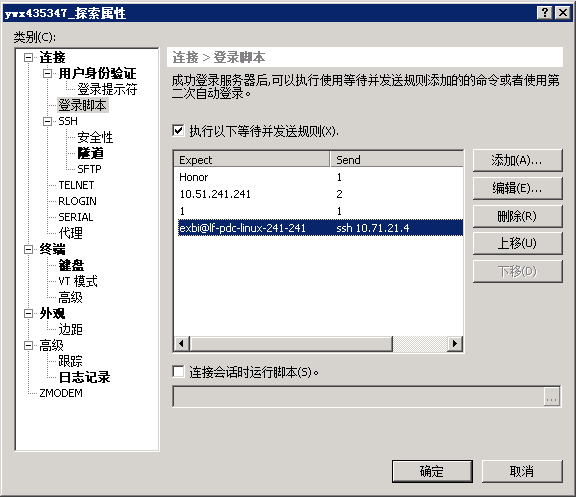 ywx435347_探索属性
类别(C):
连接
用户身份验证
登录提示符
登录脚本
SSH
安全性
隧道
SFTP
TELNET
RLOGIN
SERIAL
代理
终端
键盘
VT 模式
高级
外观
边距
高级
跟踪
日志记录
ZMODEM
连接 > 登录脚本
成功登录服务器后,可以执行使用等待并发送规则添加的的命令或者使用第
二次自动登录。
执行以下等待并发送规则(X).
Expect Send
Honor 1
10.51.241.241 2
1 1
exbi@lf-pdc-linux-241-241 ssh 10.71.21.4
添加(A)...
编辑(E)...
删除(R)
上移(U)
下移(D)
连接会话时运行脚本(S)。
...
确定
取消